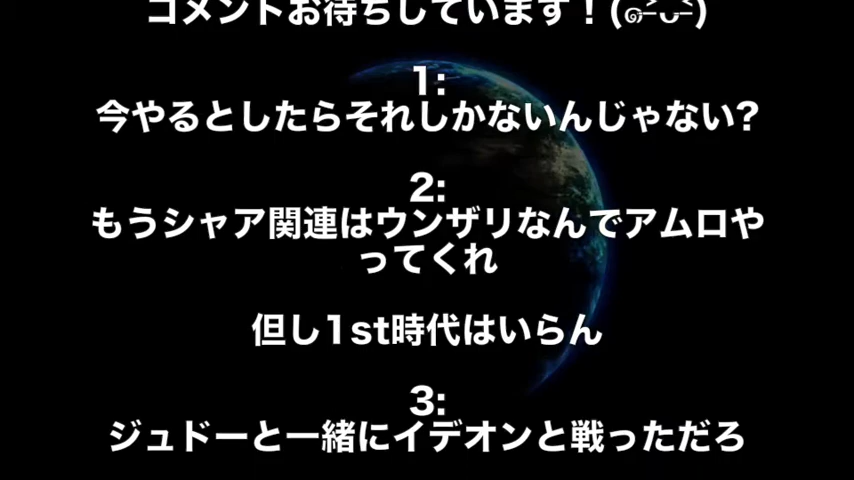 コメントお待ちしています！(๑˃̵ᴗ˂̵)
1:
今やるとしたらそれしかないんじゃない?
2:
もうシャア関連はウンザリなんでアムロや
ってくれ
但し1st時代はいらん
3:
ジュドーと一緒にイデオンと戦っただろ